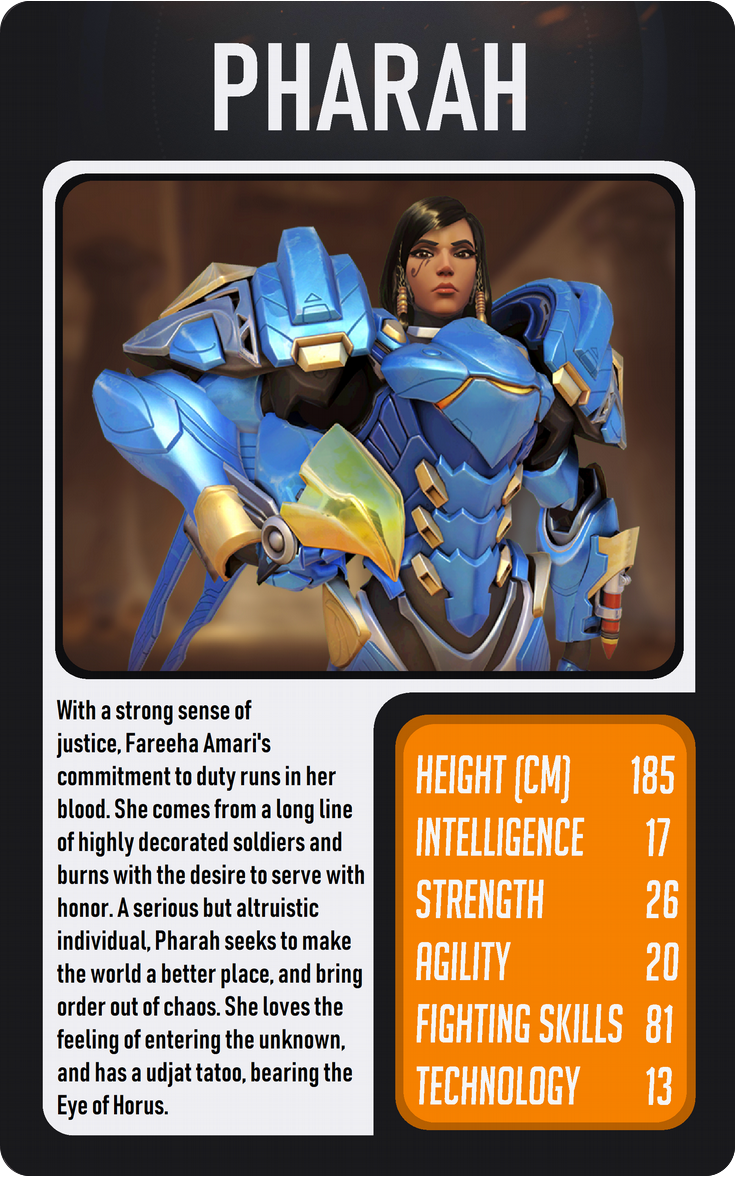 PHARAH
With a strong sense of
justice, Fareeha Amari's
commitment to duty runs in her
blood. She comes from a long line
of highly decorated soldiers and
burns with the desire to serve with
honor. A serious but altruistic
individual, Pharah seeks to make
the world a better place, and bring
order out of chaos. She loves the
feeling of entering the unknown,
and has a udjat tatoo, bearing the
Eye of Horus.
HEIGHT (CM) 185
INTELLIGENCE 17
STRENGTH 26
AGILITY 20
FIGHTING SKILLS 81
TECHNOLOGY 13